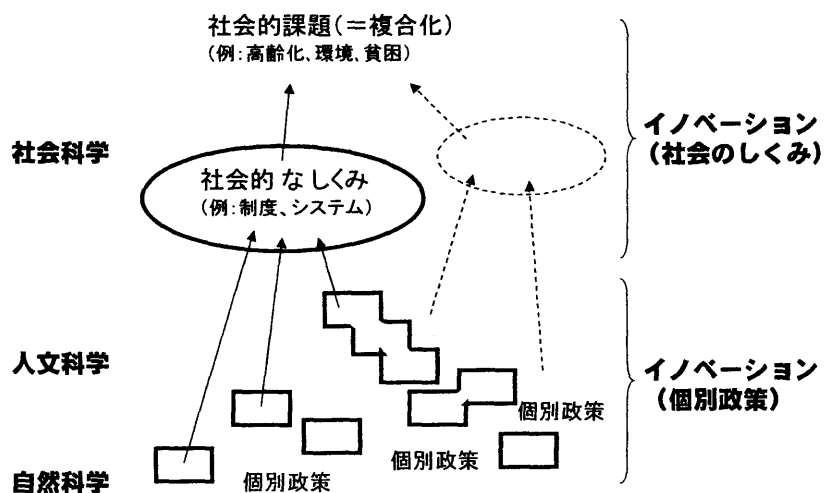 社会的課題(＝複合化)
(例:高齢化、環境、貧困)
イノベーション
(社会のしくみ)
社会科学
社会的なしくみ
(例:制度、システム)
人文科学
イノベーション
(個別政策)
個別政策
個別政策
自然科学
個別政策